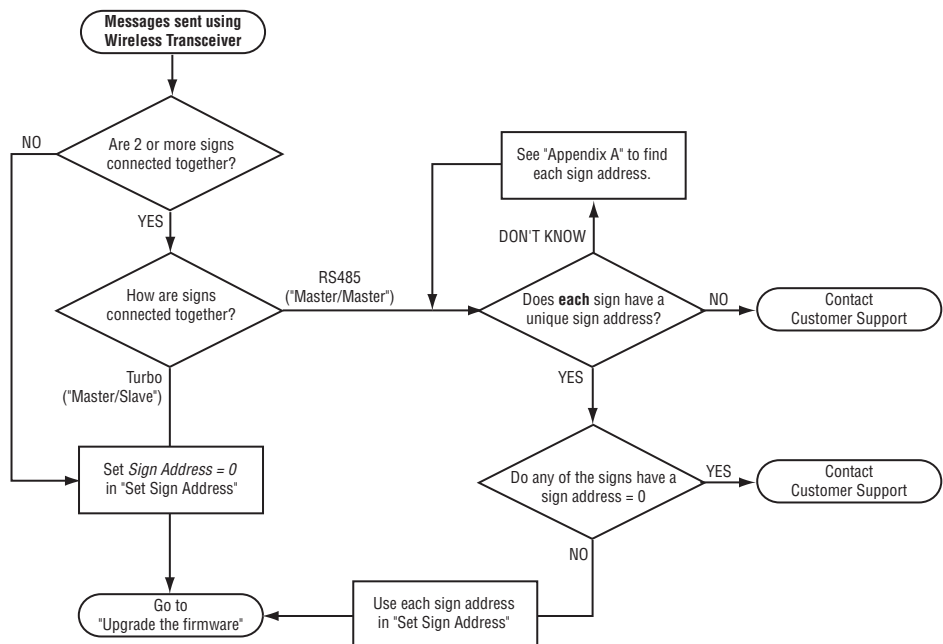 Messages sent using
Wireless Transceiver
Are 2 or more signs
connected together?
NO
YES
How are signs
connected together?
RS485
("Master/Master")
Turbo
("Master/Slave")
Set Sign Address = 0
in "Set Sign Address"
Go to
"Upgrade the firmware"
See "Appendix A" to find
each sign address.
DON'T KNOW
Does each sign have a
unique sign address?
NO
Contact
Customer Support
YES
Do any of the signs have a
sign address = 0
YES
Contact
Customer Support
NO
Use each sign address
in "Set Sign Address"